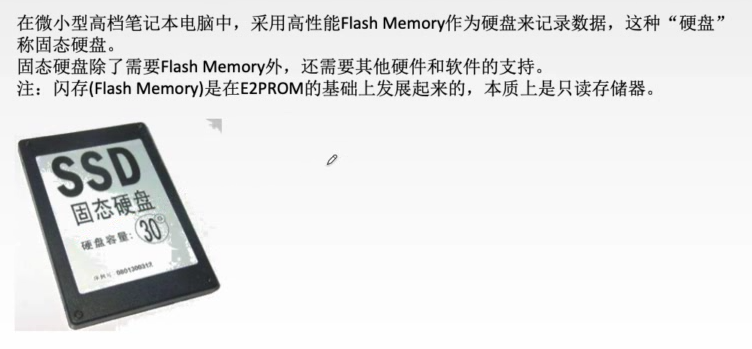 在微小型高档笔记本电脑中，采用高性能Flash Memory作为硬盘来记录数据，这种“硬盘”
称固态硬盘。
固态硬盘除了需要Flash Memory外，还需要其他硬件和软件的支持。
注：闪存(Flash Memory)是在E2PROM的基础上发展起来的，本质上是只读存储器。
SSD
固态硬盘
硬盘容量：30